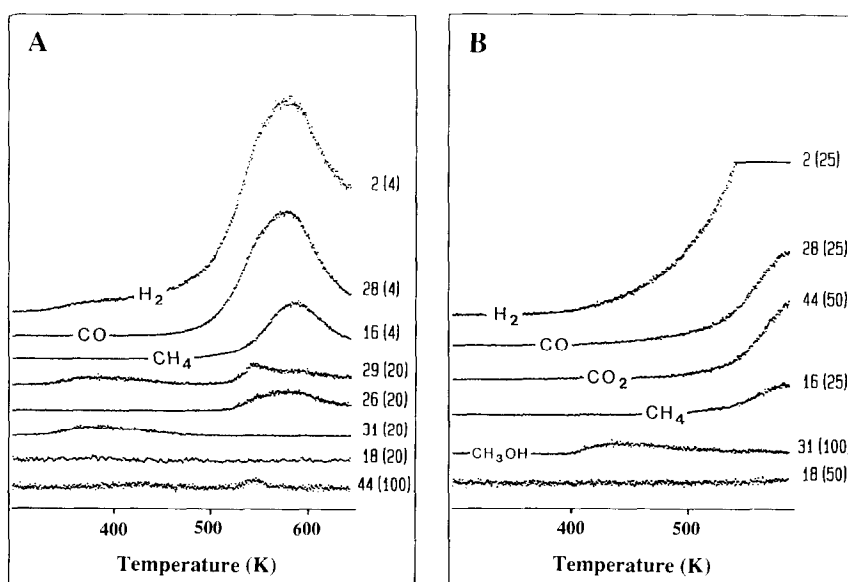 A
2 (4)
H2
28 (4)
CO
16 (4)
CH4
29 (20)
26 (20)
31 (20)
18 (20)
44 (100)
400
500
600
Temperature (K)
B
2 (25)
28 (25)
44 (50)
H2
CO
CO2
16 (25)
CH4
31 (100)
CH3OH
18 (50)
400
500
Temperature (K)